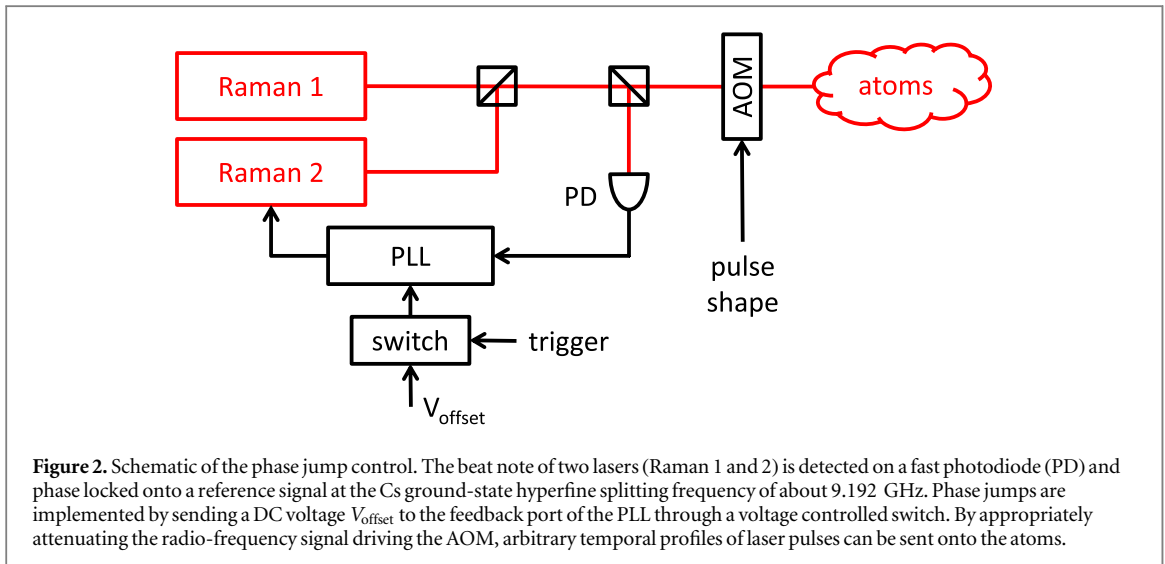 Raman 1
AOM
atoms
Raman 2
PD
PLL
pulse
shape
switch
trigger
V_offset
Figure 2. Schematic of the phase jump control. The beat note of two lasers (Raman 1 and 2) is detected on a fast photodiode (PD) and
phase locked onto a reference signal at the Cs ground-state hyperfine splitting frequency of about 9.192 GHz. Phase jumps are
implemented by sending a DC voltage V_offset to the feedback port of the PLL through a voltage controlled switch. By appropriately
attenuating the radio-frequency signal driving the AOM, arbitrary temporal profiles of laser pulses can be sent onto the atoms.